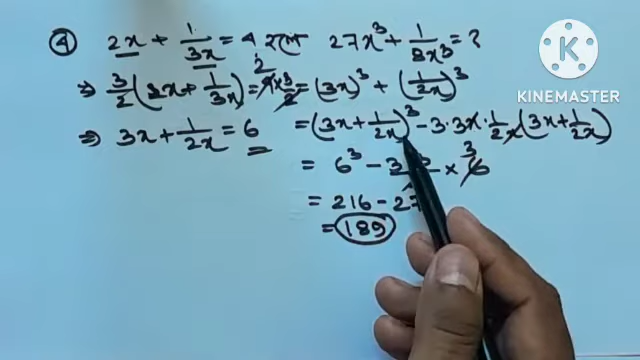 ④ 2x + 1/3x = 4 হলে 27x³ + 1/8x³ = ?
⇒ 3/2 (2x + 1/3x) = 4 × 3/2 = (3x)³ + (1/2x)³
⇒ 3x + 1/2x = 6 = (3x + 1/2x)³ - 3·3x·1/2x (3x + 1/2x)
= 6³ - × 6 3
= 216 - 27
= 189
KINEMASTER